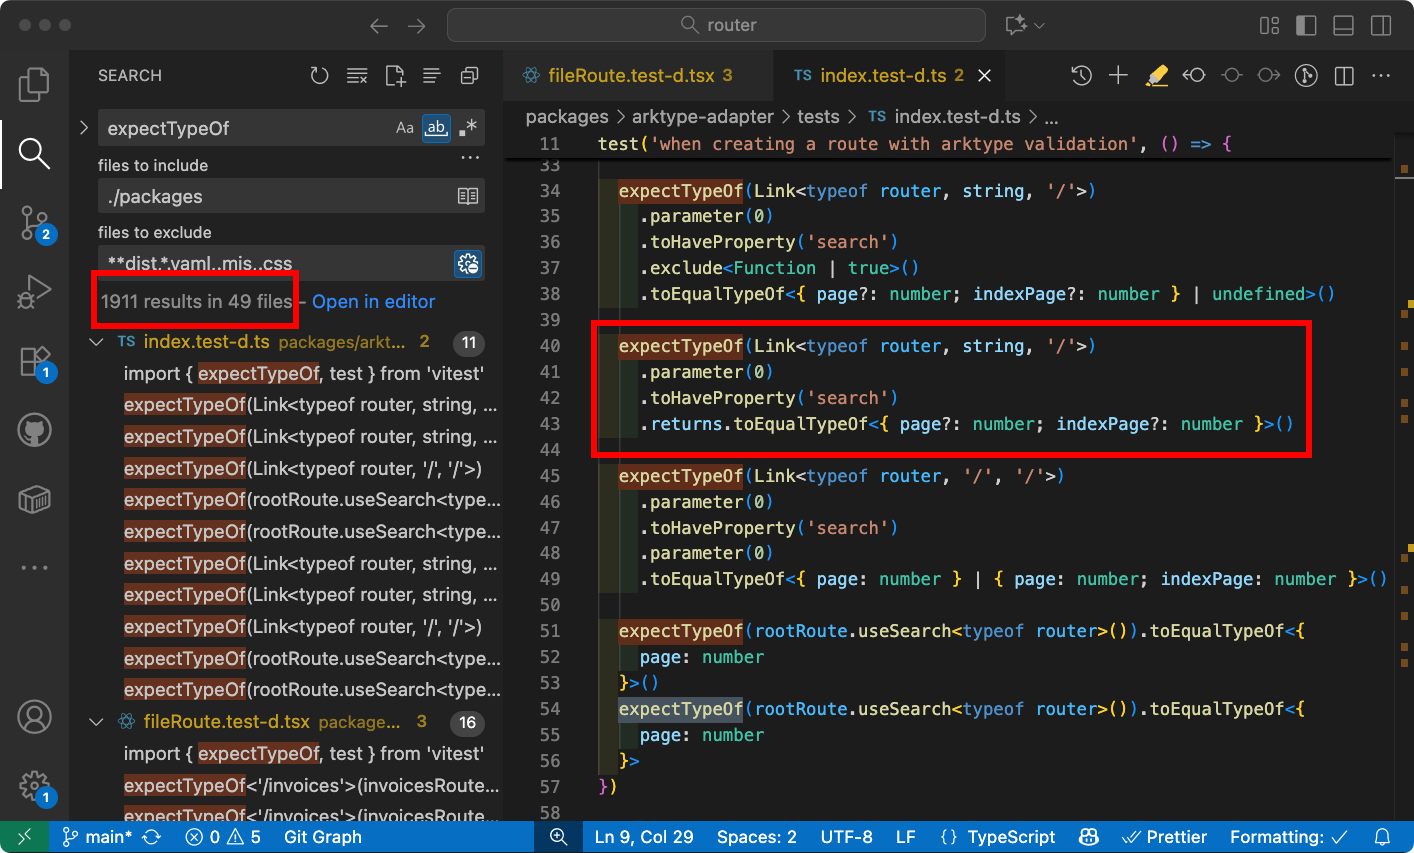 router
SEARCH
expectTypeOf
Aa
ab
.*
files to include
...
./packages
files to exclude
**dist,*.yaml,.mjs,.css
1911 results in 49 files - Open in editor
TS index.test-d.ts packages/arkt... 2 11
import { expectTypeOf, test } from 'vitest'
expectTypeOf(Link<typeof router, string, ...
expectTypeOf(Link<typeof router, string, ...
expectTypeOf(Link<typeof router, '/', '/'>)
expectTypeOf(rootRoute.useSearch<type...
expectTypeOf(rootRoute.useSearch<type...
expectTypeOf(Link<typeof router, string, ...
expectTypeOf(Link<typeof router, string, ...
expectTypeOf(Link<typeof router, '/', '/'>)
expectTypeOf(rootRoute.useSearch<type...
expectTypeOf(rootRoute.useSearch<type...
fileRoute.test-d.tsx package... 3 16
import { expectTypeOf, test } from 'vitest'
expectTypeOf<'/invoices'>(invoicesRoute...
expectTypeOf<'/invoices'>(invoicesRoute...
2
1
...
1
fileRoute.test-d.tsx 3
TS index.test-d.ts 2
packages > arktype-adapter > tests > TS index.test-d.ts > ...
11 test('when creating a route with arktype validation', () => {
33
34 expectTypeOf(Link<typeof router, string, '/'>)
35 .parameter(0)
36 .toHaveProperty('search')
37 .exclude<Function | true>()
38 .toEqualTypeOf<{ page?: number; indexPage?: number } | undefined>()
39
40 expectTypeOf(Link<typeof router, string, '/'>)
41 .parameter(0)
42 .toHaveProperty('search')
43 .returns.toEqualTypeOf<{ page?: number; indexPage?: number }>()
44
45 expectTypeOf(Link<typeof router, '/', '/'>)
46 .parameter(0)
47 .toHaveProperty('search')
48 .parameter(0)
49 .toEqualTypeOf<{ page: number } | { page: number; indexPage: number }>()
50
51 expectTypeOf(rootRoute.useSearch<typeof router>()).toEqualTypeOf<{
52 page: number
53 }>()
54 expectTypeOf(rootRoute.useSearch<typeof router>()).toEqualTypeOf<{
55 page: number
56 }>
57 })
58
main* 0 5 Git Graph
Ln 9, Col 29 Spaces: 2 UTF-8 LF {} TypeScript Prettier Formatting: ✓